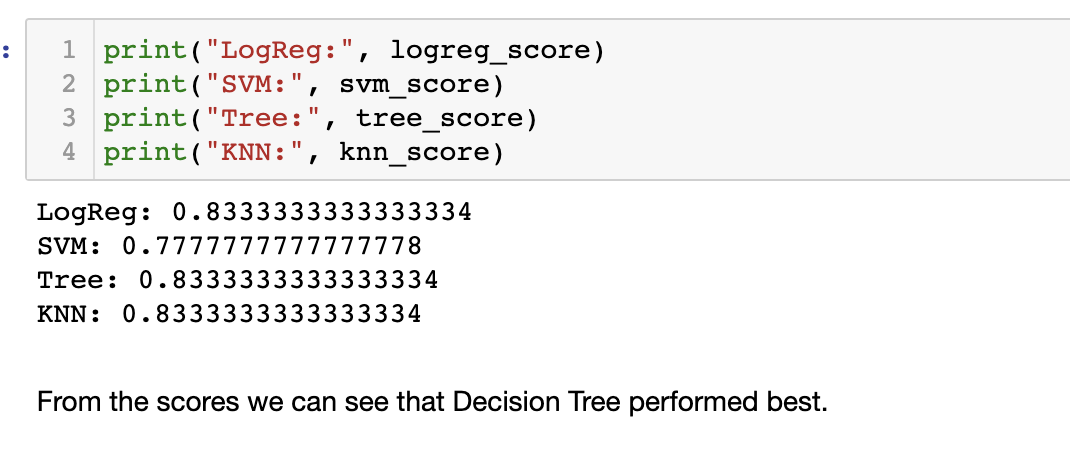 :
1 print("LogReg:", logreg_score)
2 print("SVM:", svm_score)
3 print("Tree:", tree_score)
4 print("KNN:", knn_score)
LogReg: 0.8333333333333334
SVM: 0.7777777777777778
Tree: 0.8333333333333334
KNN: 0.8333333333333334
From the scores we can see that Decision Tree performed best.